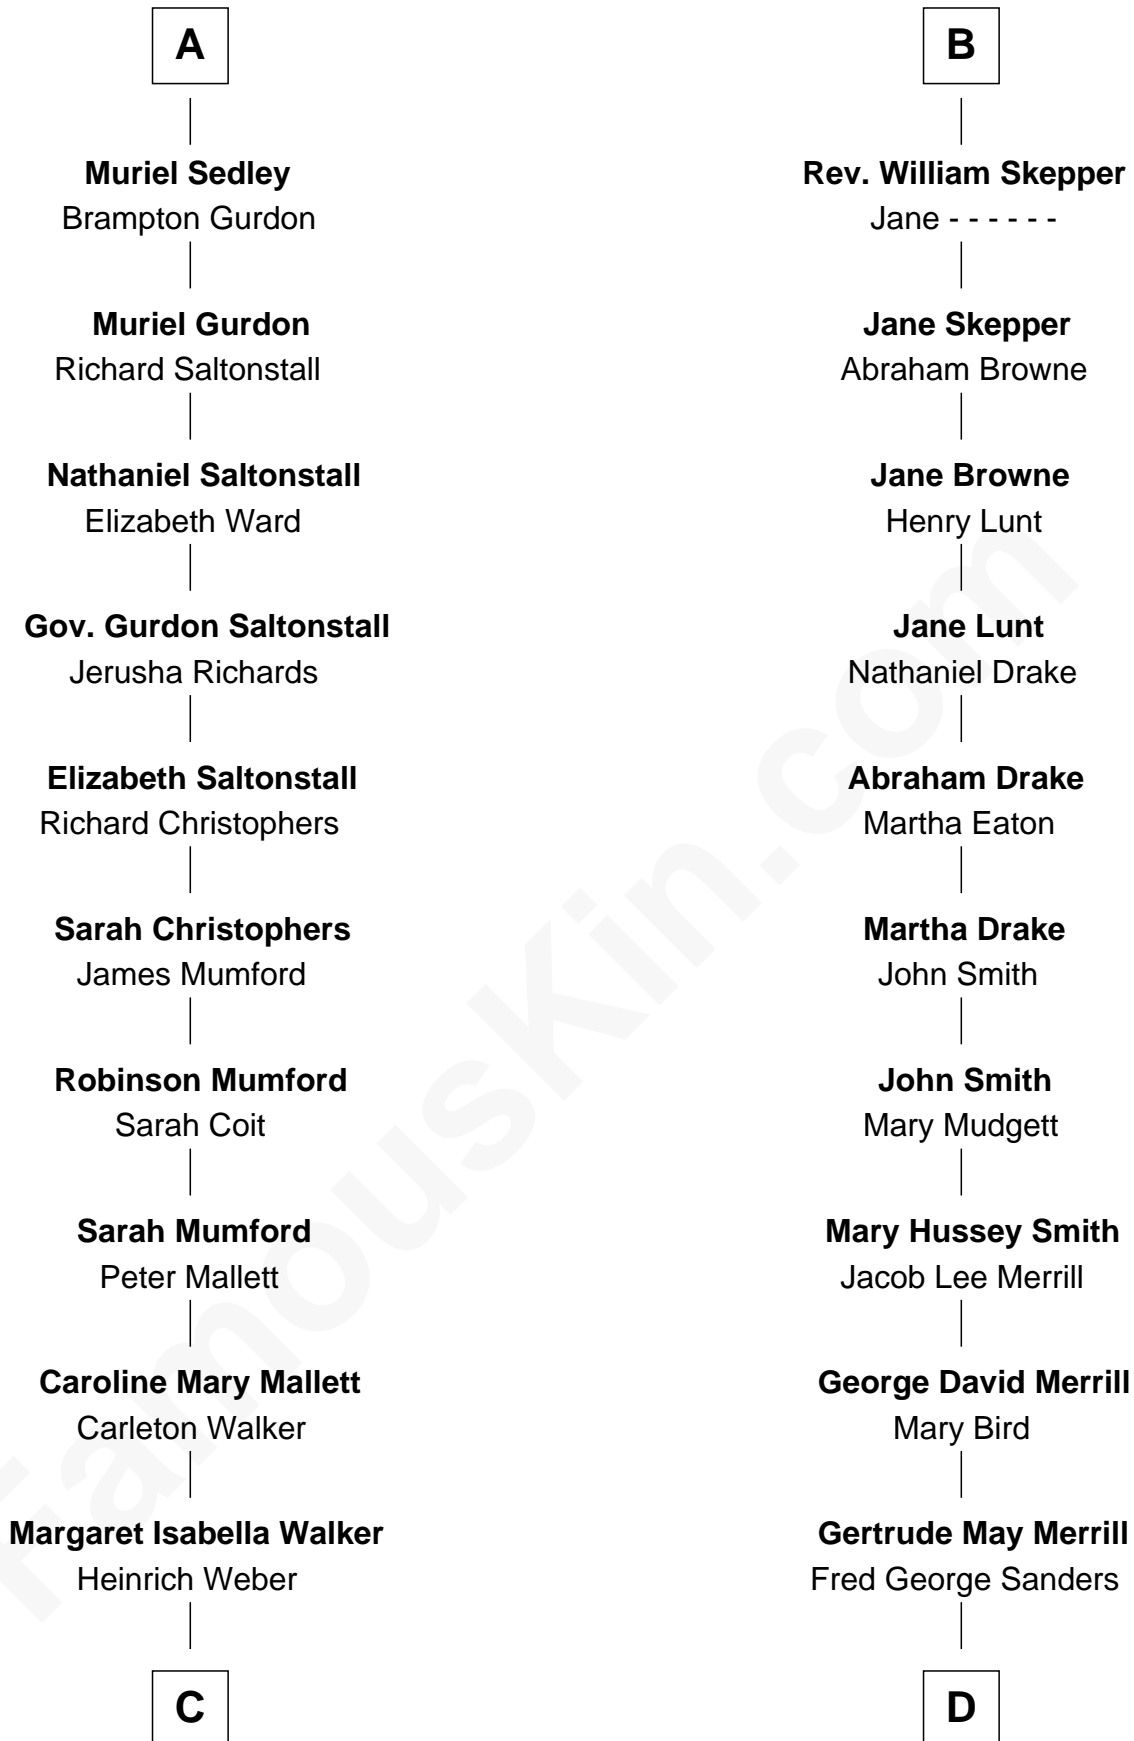 A
Muriel Sedley
Brampton Gurdon
Muriel Gurdon
Richard Saltonstall
Nathaniel Saltonstall
Elizabeth Ward
Gov. Gurdon Saltonstall
Jerusha Richards
Elizabeth Saltonstall
Richard Christophers
Sarah Christophers
James Mumford
Robinson Mumford
Sarah Coit
Sarah Mumford
Peter Mallett
Caroline Mary Mallett
Carleton Walker
Margaret Isabella Walker
Heinrich Weber
C
B
Rev. William Skepper
Jane - - - - - -
Jane Skepper
Abraham Browne
Jane Browne
Henry Lunt
Jane Lunt
Nathaniel Drake
Abraham Drake
Martha Eaton
Martha Drake
John Smith
John Smith
Mary Mudgett
Mary Hussey Smith
Jacob Lee Merrill
George David Merrill
Mary Bird
Gertrude May Merrill
Fred George Sanders
D
FamousKin.com